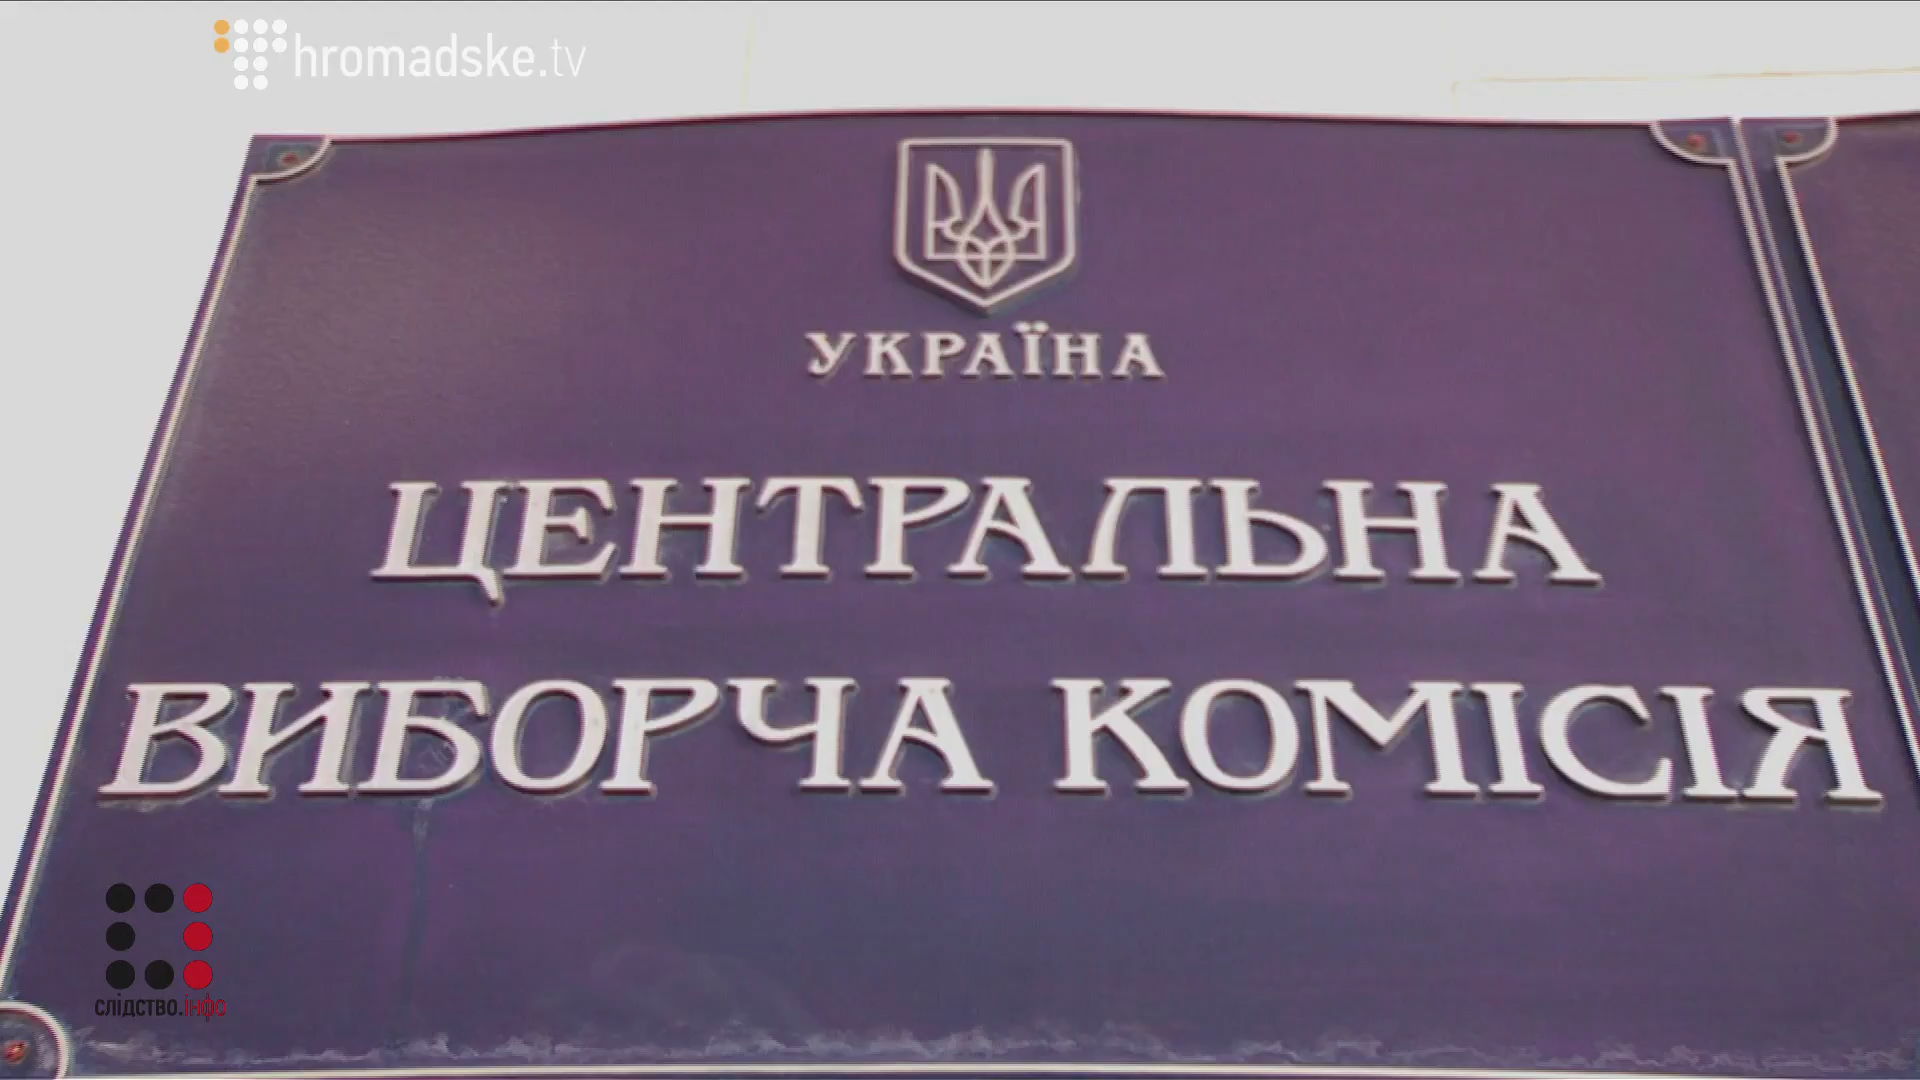 hromadske.tv
УКРАЇНА
ЦЕНТРАЛЬНА
ВИБОРЧА КОМІСІЯ
слідство.інфо